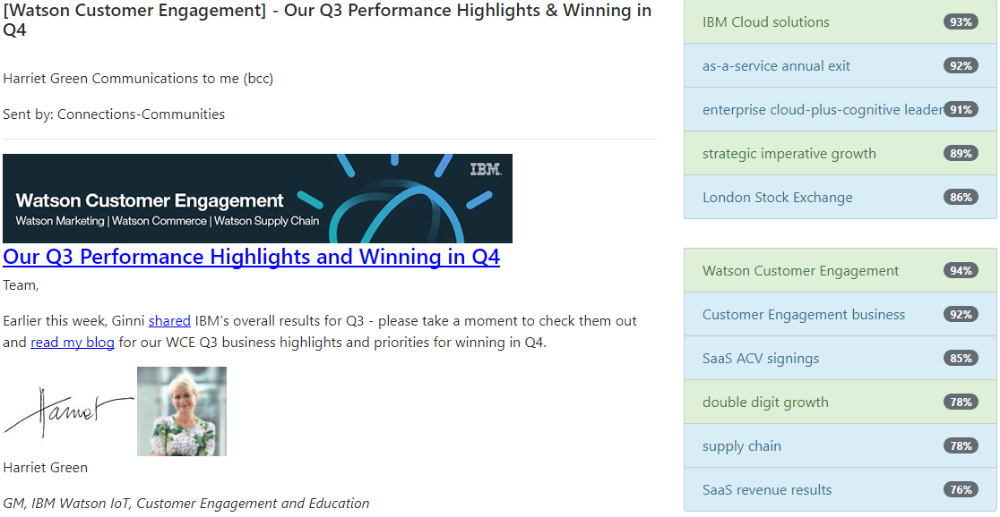 [Watson Customer Engagement] - Our Q3 Performance Highlights & Winning in
Q4
Harriet Green Communications to me (bcc)
Sent by: Connections-Communities
IBM.
Watson Customer Engagement
Watson Marketing | Watson Commerce | Watson Supply Chain
Our Q3 Performance Highlights and Winning in Q4
Team,
Earlier this week, Ginni shared IBM's overall results for Q3 - please take a moment to check them out
and read my blog for our WCE Q3 business highlights and priorities for winning in Q4.
Harriet
Harriet Green
GM, IBM Watson IoT, Customer Engagement and Education
IBM Cloud solutions 93%
as-a-service annual exit 92%
enterprise cloud-plus-cognitive leader 91%
strategic imperative growth 89%
London Stock Exchange 86%
Watson Customer Engagement 94%
Customer Engagement business 92%
SaaS ACV signings 85%
double digit growth 78%
supply chain 78%
SaaS revenue results 76%